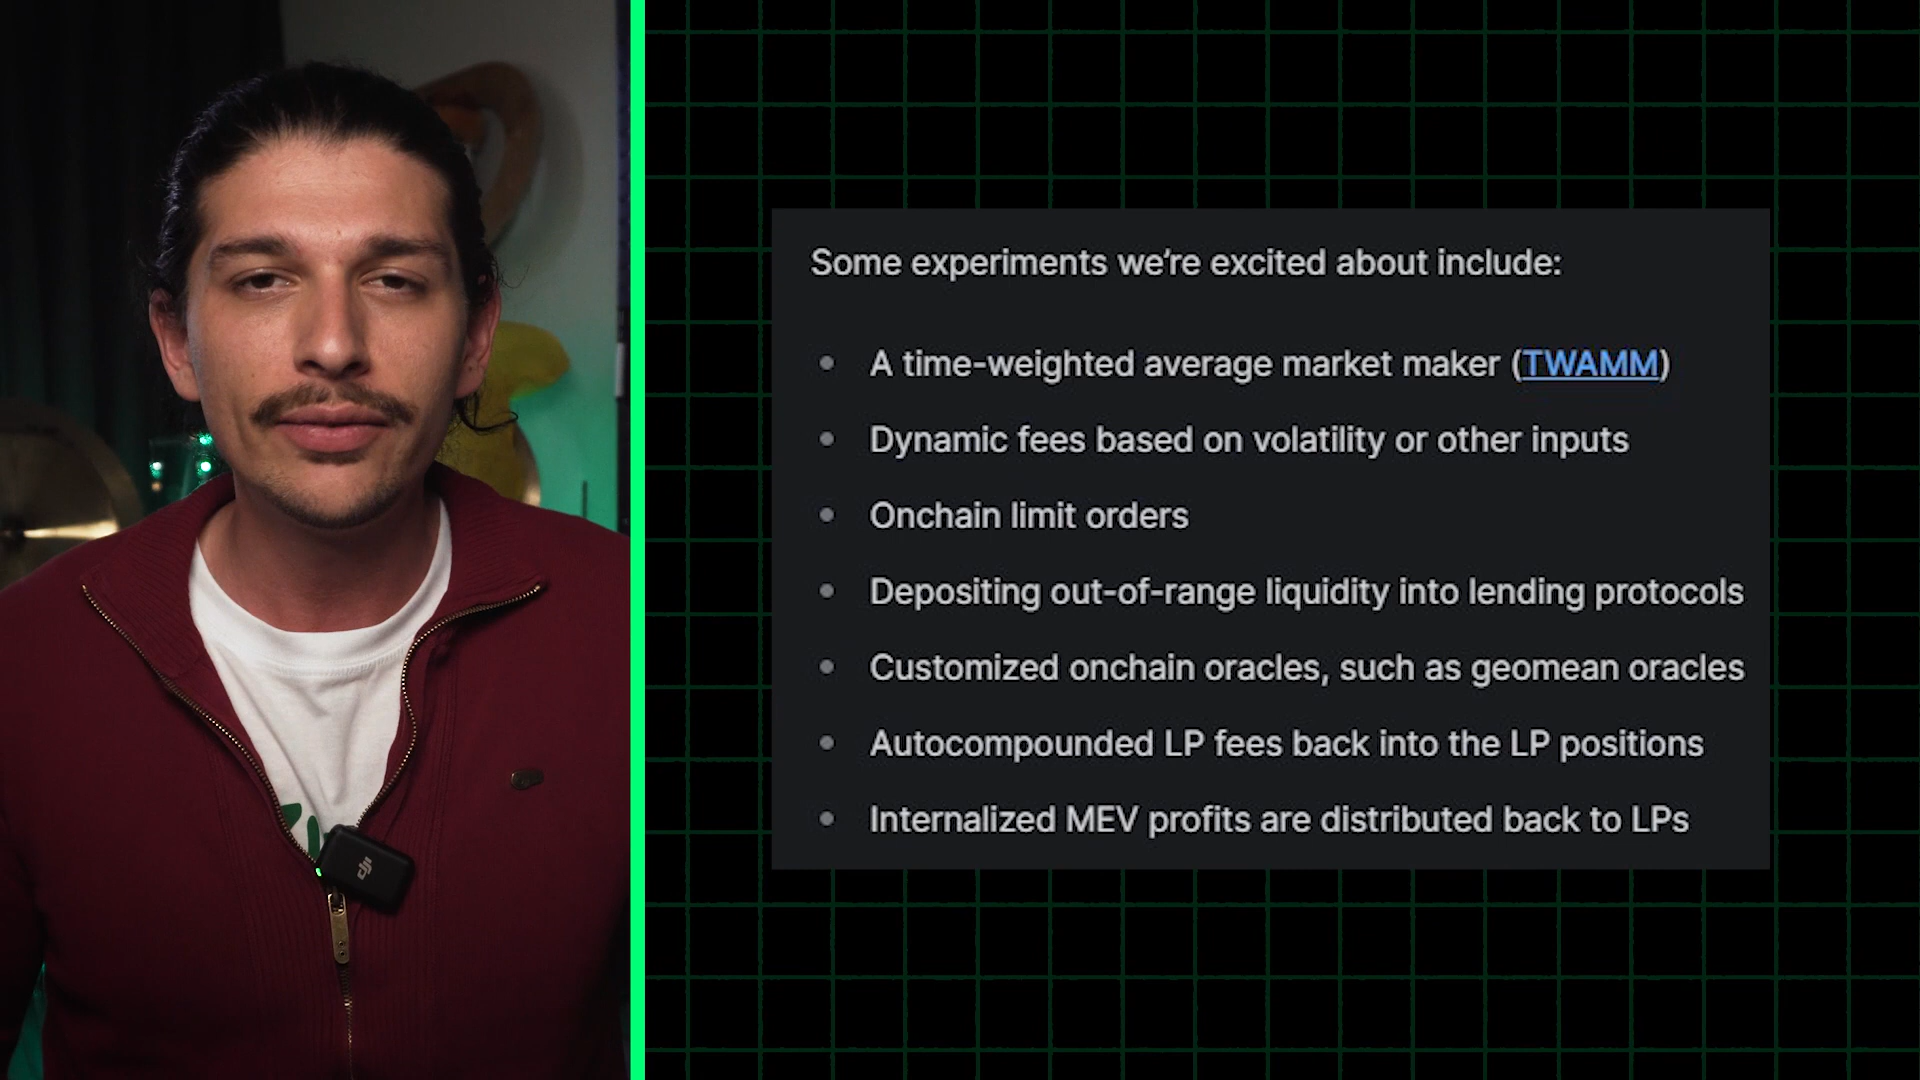 Some experiments we're excited about include:
A time-weighted average market maker (TWAMM)
Dynamic fees based on volatility or other inputs
Onchain limit orders
Depositing out-of-range liquidity into lending protocols
Customized onchain oracles, such as geomean oracles
Autocompounded LP fees back into the LP positions
Internalized MEV profits are distributed back to LPs
dji